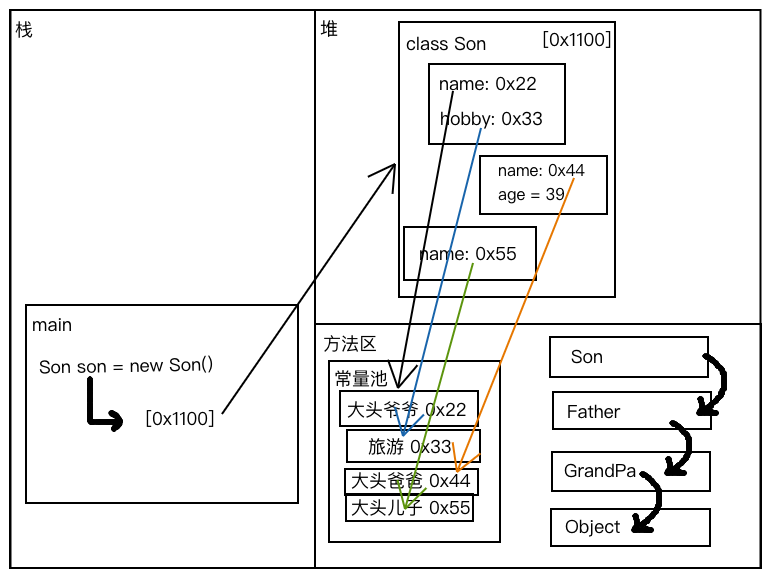 栈
main
Son son = new Son()
[0x1100]
堆
class Son
[0x1100]
name: 0x22
hobby: 0x33
name: 0x44
age = 39
name: 0x55
方法区
常量池
大头爷爷 0x22
旅游 0x33
大头爸爸 0x44
大头儿子 0x55
Son
Father
GrandPa
Object